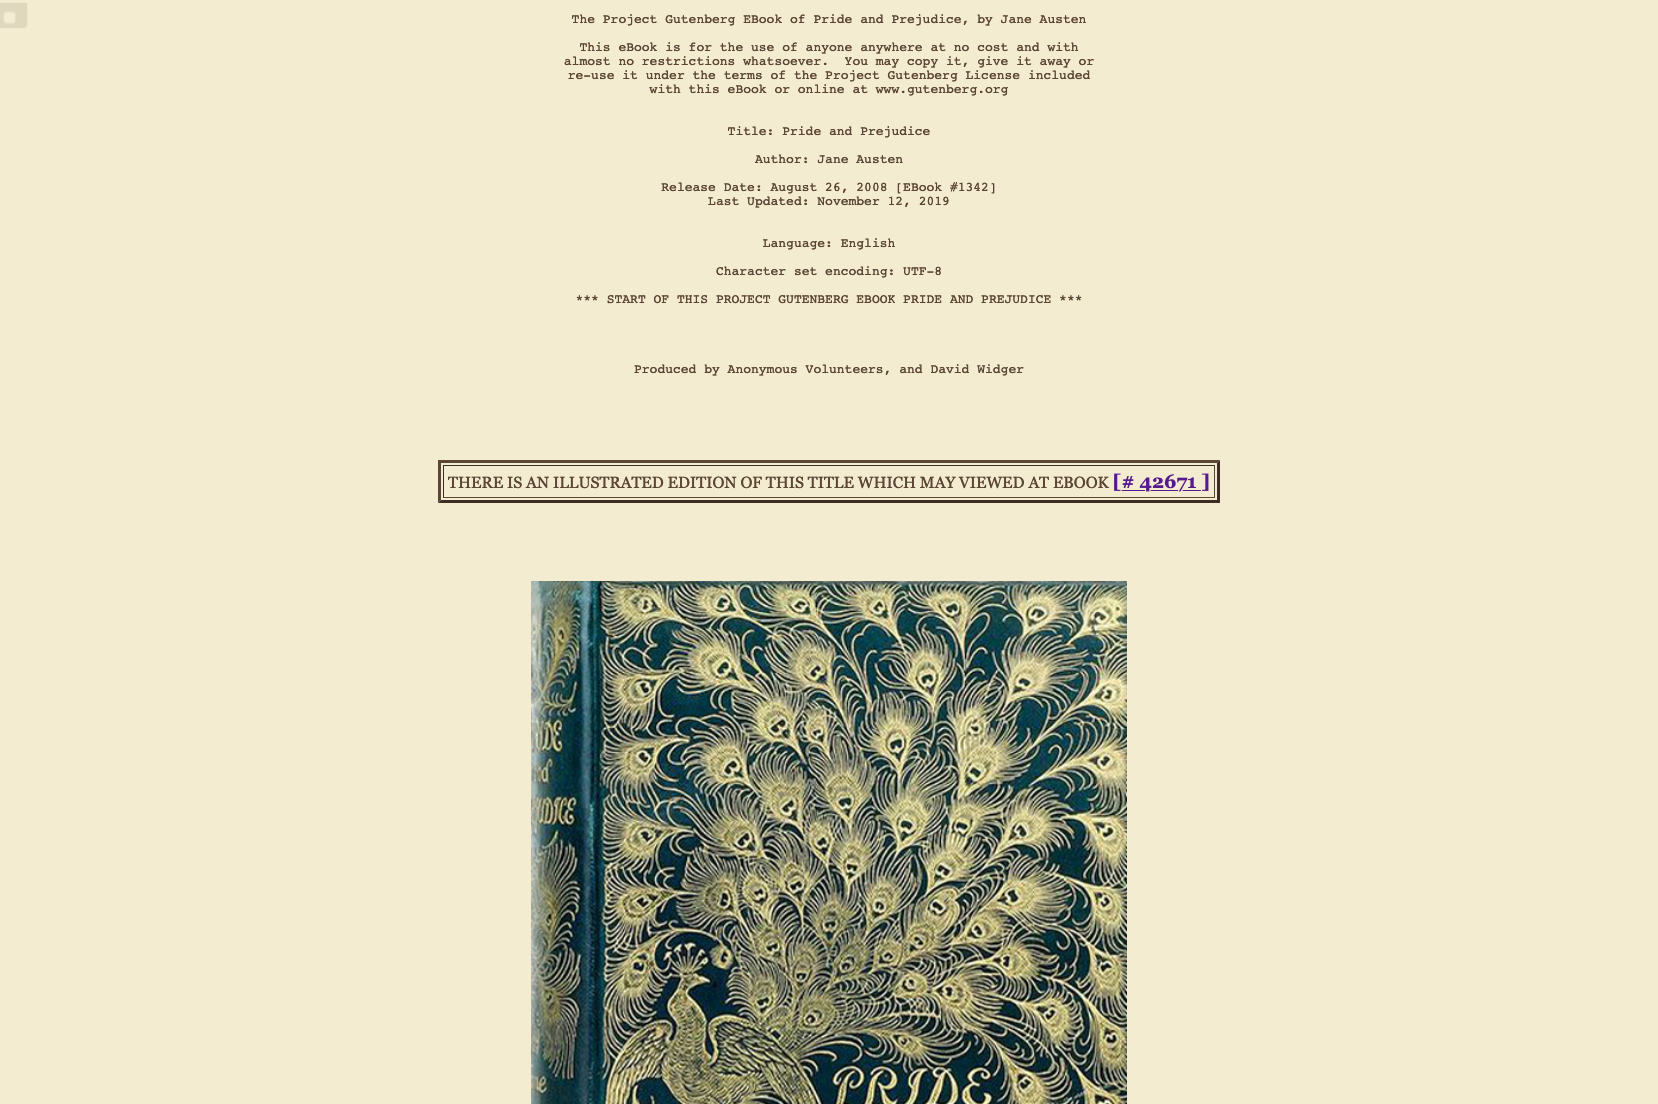 The Project Gutenberg EBook of Pride and Prejudice, by Jane Austen
This eBook is for the use of anyone anywhere at no cost and with
almost no restrictions whatsoever.  You may copy it, give it away or
re-use it under the terms of the Project Gutenberg License included
with this eBook or online at www.gutenberg.org
Title: Pride and Prejudice
Author: Jane Austen
Release Date: August 26, 2008 [EBook #1342]
Last Updated: November 12, 2019
Language: English
Character set encoding: UTF-8
*** START OF THIS PROJECT GUTENBERG EBOOK PRIDE AND PREJUDICE ***
Produced by Anonymous Volunteers, and David Widger
THERE IS AN ILLUSTRATED EDITION OF THIS TITLE WHICH MAY VIEWED AT EBOOK [# 42671 ]
PRIDE